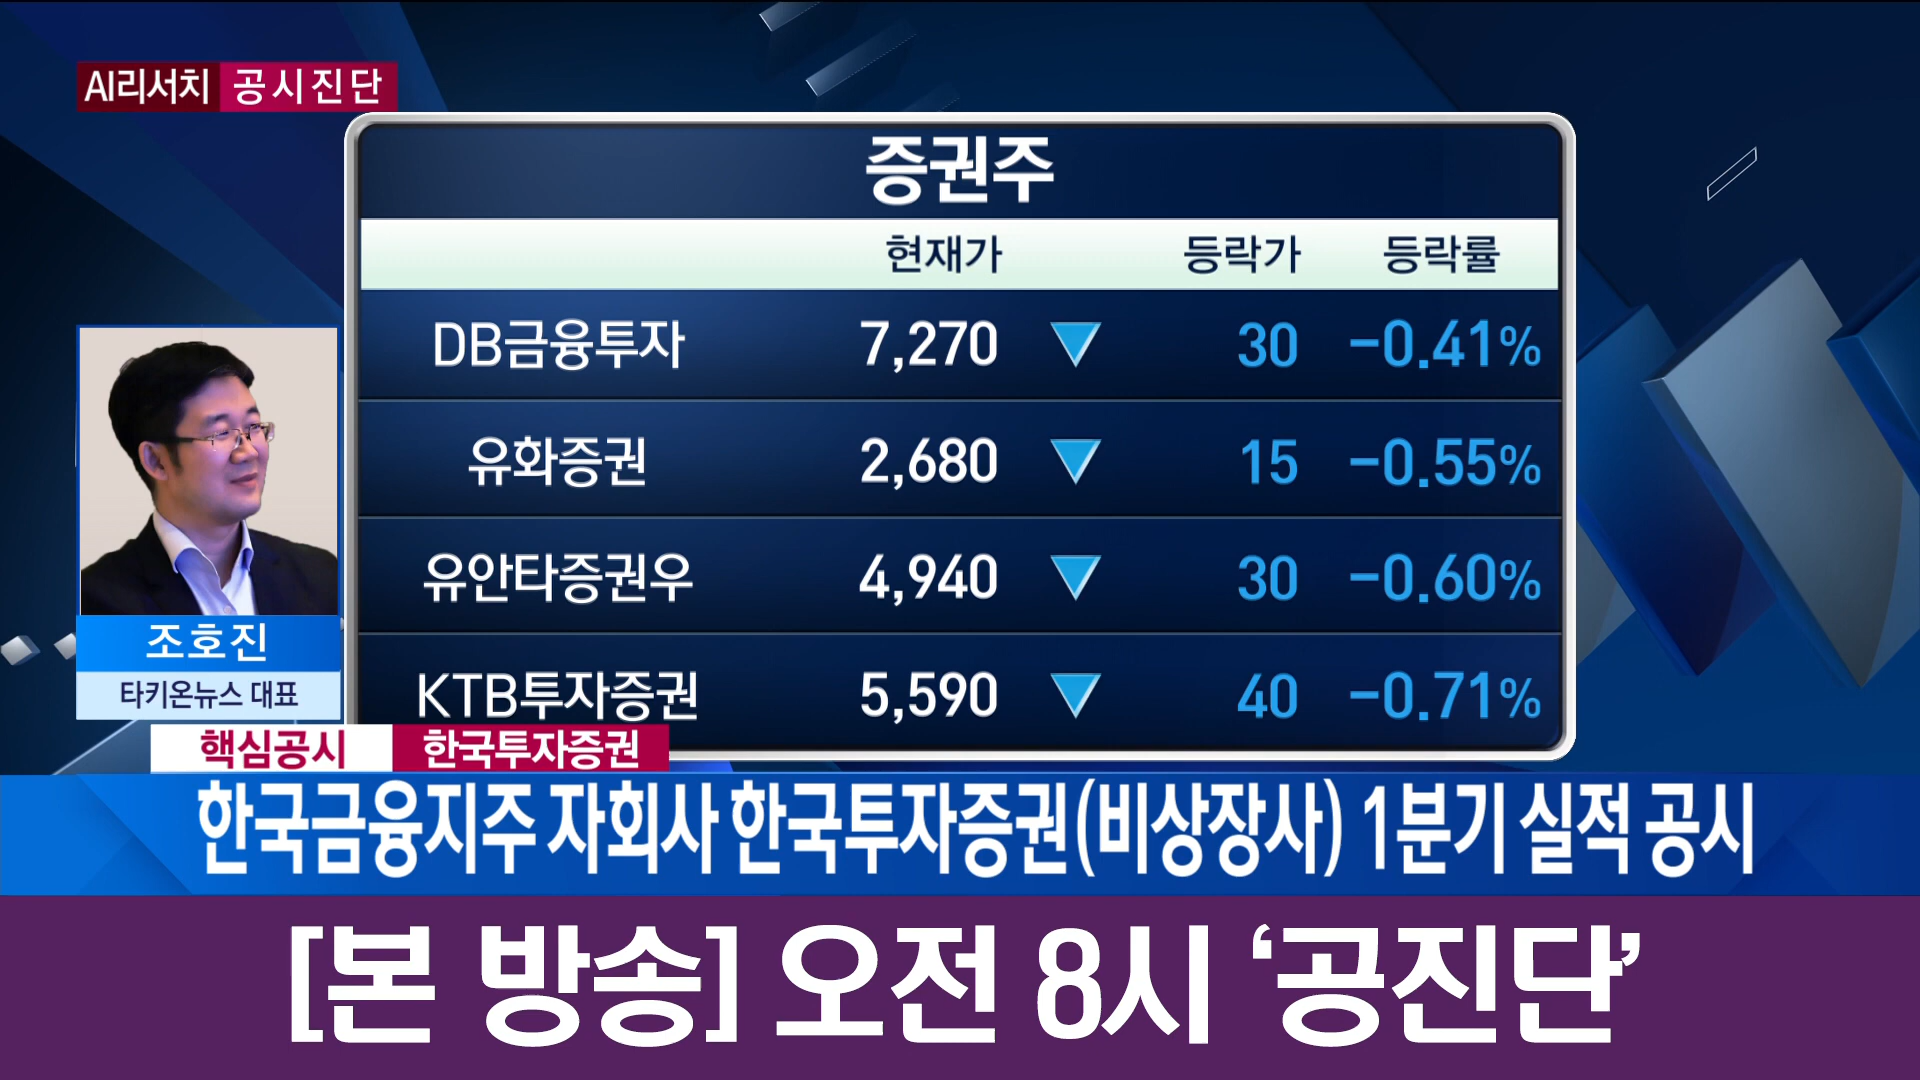 AI리서치 공시진단
증권주
현재가 등락가 등락률
DB금융투자 7,270 ▼ 30 -0.41%
유화증권 2,680 ▼ 15 -0.55%
유안타증권우 4,940 ▼ 30 -0.60%
KTB투자증권 5,590 ▼ 40 -0.71%
조호진
타키온뉴스 대표
핵심공시 한국투자증권
한국금융지주 자회사 한국투자증권(비상장사) 1분기 실적 공시
[본 방송] 오전 8시 ‘공진단’